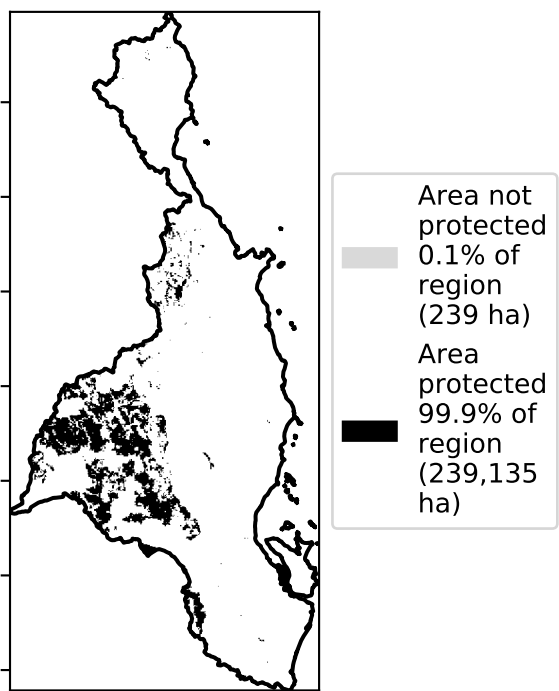 Area not
protected
0.1% of
region
(239 ha)
Area
protected
99.9% of
region
(239,135
ha)